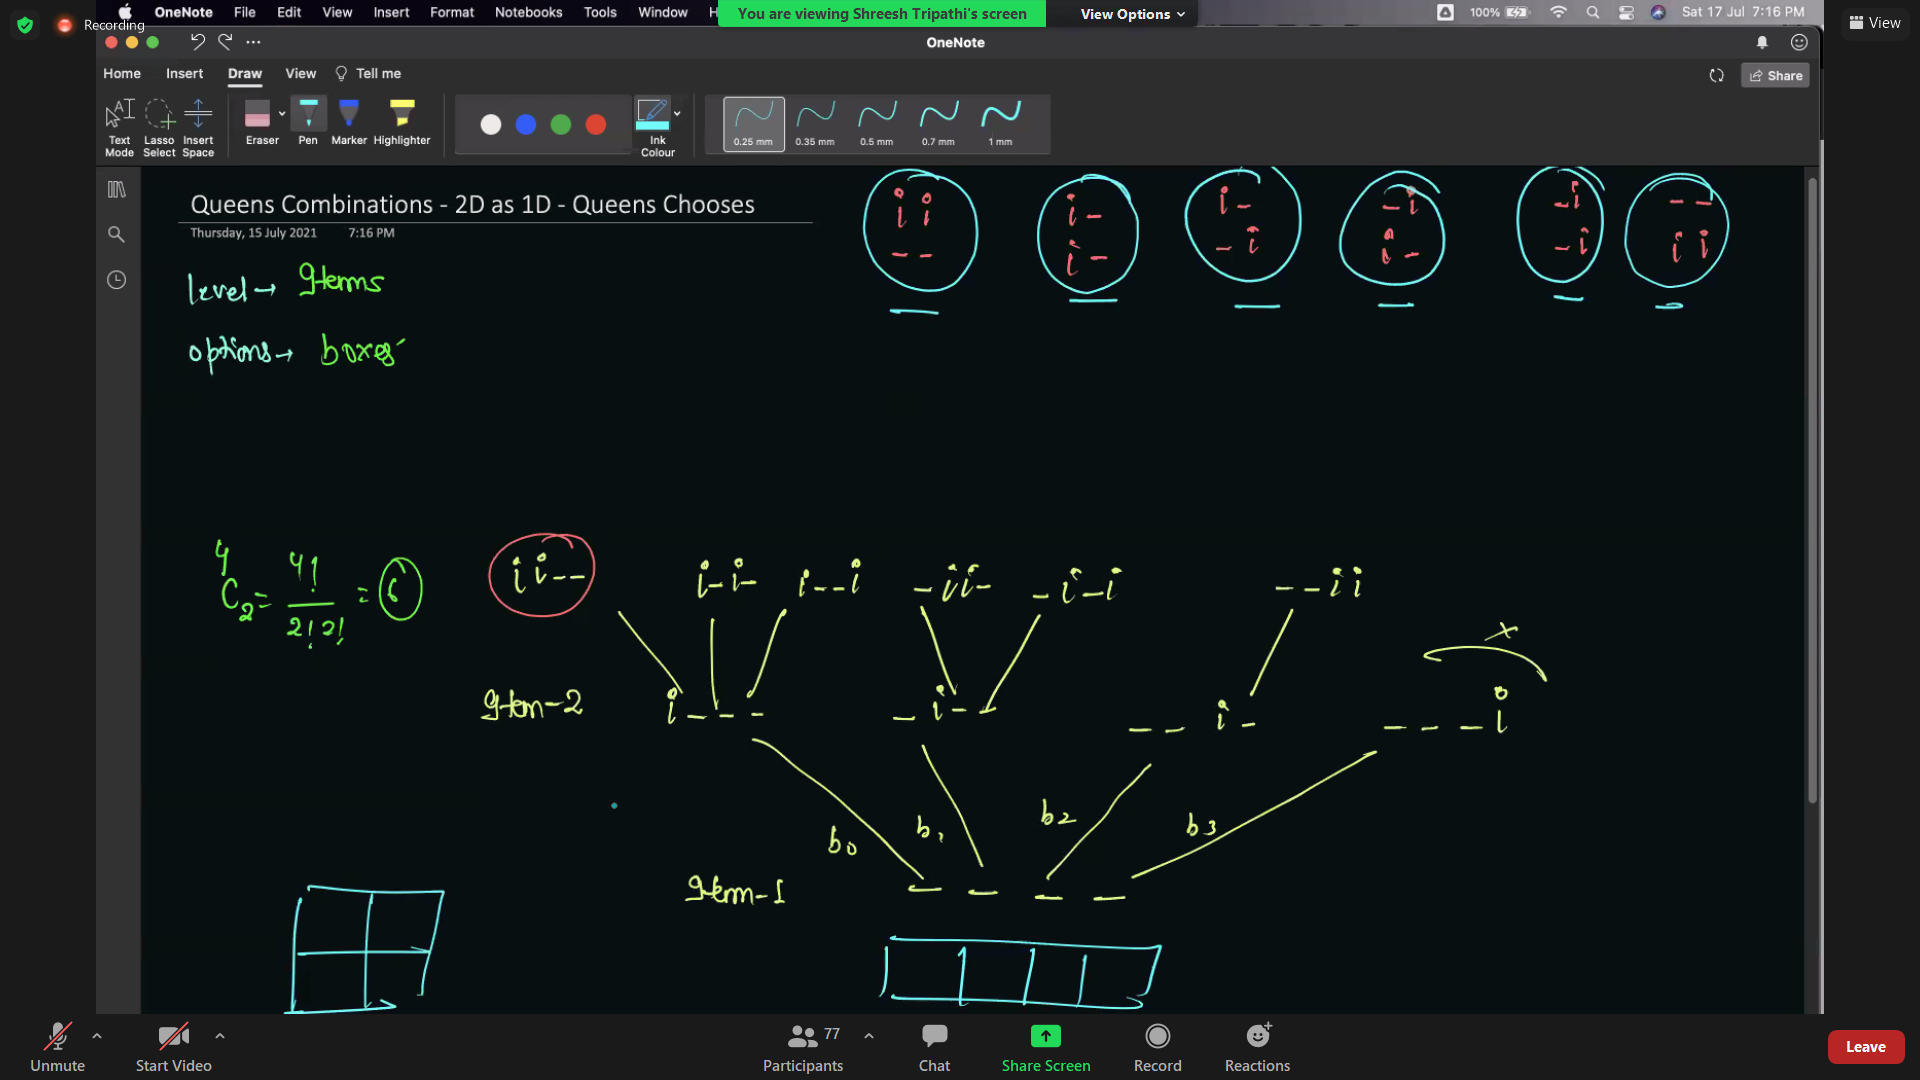 OneNote File Edit View Insert Format Notebooks Tools Window H
You are viewing Shreesh Tripathi's screen View Options
100% Sat 17 Jul 7:16 PM
Recording
View
OneNote
Home Insert Draw View Tell me
Share
Text Mode
Lasso Select
Insert Space
Eraser
Pen
Marker
Highlighter
Ink Colour
0.25 mm 0.35 mm 0.5 mm 0.7 mm 1 mm
Queens Combinations - 2D as 1D - Queens Chooses
Thursday, 15 July 2021 7:16 PM
i i
- -
i -
i -
i -
- i
- i
i -
- i
- i
- -
i i
level → Items
options → boxes
4C2 = 4! / 2! 2! = 6
i i - -
i - i -
i - - i
- i i -
- i - i
- - i i
x
Item-2
i - - -
- i - -
- - i -
- - - i
b0 b1 b2 b3
Item-1
- - - -
Unmute
Start Video
Participants 77
Chat
Share Screen
Record
Reactions
Leave